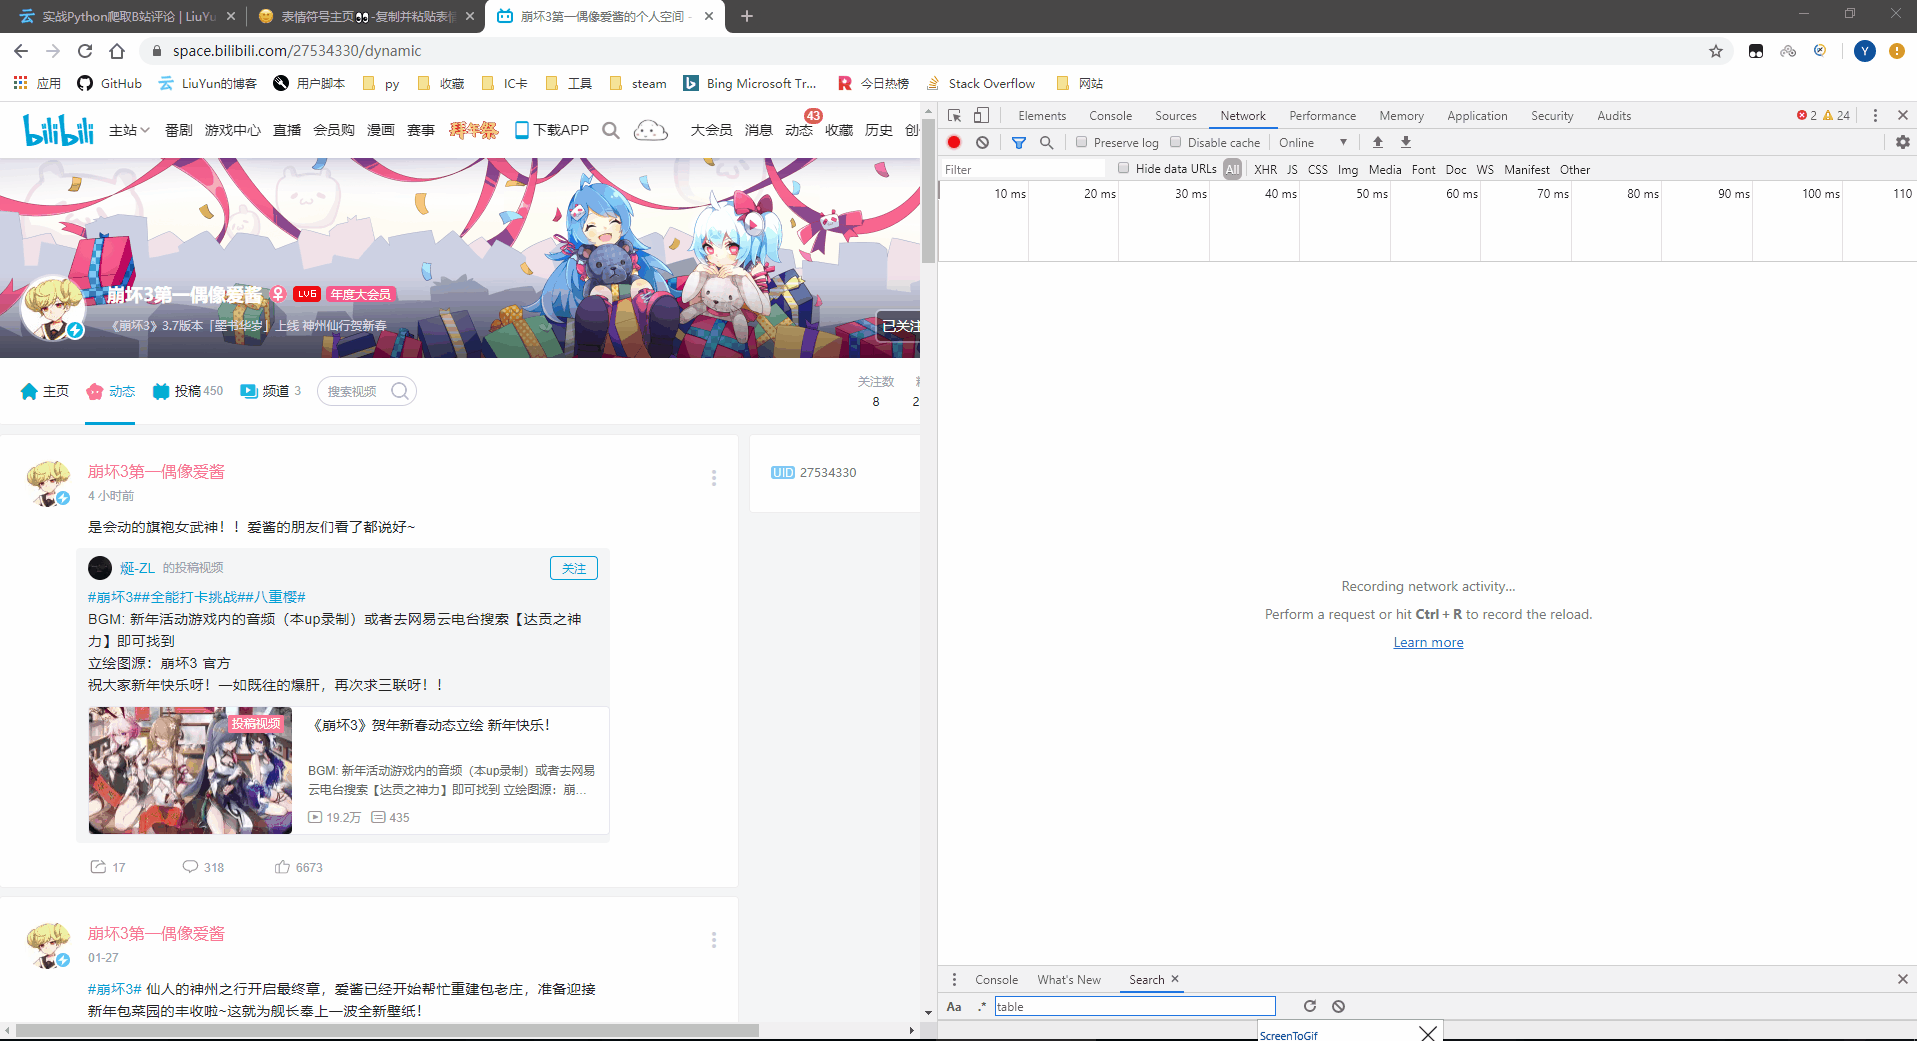 实战Python爬取B站评论 | LiuYu
表情符号主页👀-复制并粘贴表情
崩坏3第一偶像爱酱的个人空间 -
space.bilibili.com/27534330/dynamic
Y
应用 GitHub LiuYun的博客 用户脚本 py 收藏 IC卡 工具 steam Bing Microsoft Tr... 今日热榜 Stack Overflow 网站
bilibili 主站 番剧 游戏中心 直播 会员购 漫画 赛事 拜年祭 下载APP 大会员 消息 动态 43 收藏 历史
崩坏3第一偶像爱酱 LV6 年度大会员
《崩坏3》3.7版本「墨书华岁」上线 神州仙行贺新春
已关注
主页 动态 投稿 450 频道 3 搜索视频
关注数
8 2
崩坏3第一偶像爱酱
4 小时前
是会动的旗袍女武神！！爱酱的朋友们看了都说好~
烻-ZL 的投稿视频 关注
#崩坏3##全能打卡挑战##八重樱#
BGM: 新年活动游戏内的音频（本up录制）或者去网易云电台搜索【达贡之神
力】即可找到
立绘图源：崩坏3 官方
祝大家新年快乐呀！一如既往的爆肝，再次求三联呀！！
投稿视频
《崩坏3》贺年新春动态立绘 新年快乐！
BGM: 新年活动游戏内的音频（本up录制）或者去网易
云电台搜索【达贡之神力】即可找到 立绘图源：崩...
19.2万 435
17 318 6673
UID 27534330
崩坏3第一偶像爱酱
01-27
#崩坏3# 仙人的神州之行开启最终章，爱酱已经开始帮忙重建包老庄，准备迎接
新年包菜园的丰收啦~这就为舰长奉上一波全新壁纸！
Elements Console Sources Network Performance Memory Application Security Audits 2 24
Preserve log Disable cache Online
Filter Hide data URLs All XHR JS CSS Img Media Font Doc WS Manifest Other
10 ms 20 ms 30 ms 40 ms 50 ms 60 ms 70 ms 80 ms 90 ms 100 ms 110
Recording network activity...
Perform a request or hit Ctrl + R to record the reload.
Learn more
Console What's New Search
Aa .* table
ScreenToGif